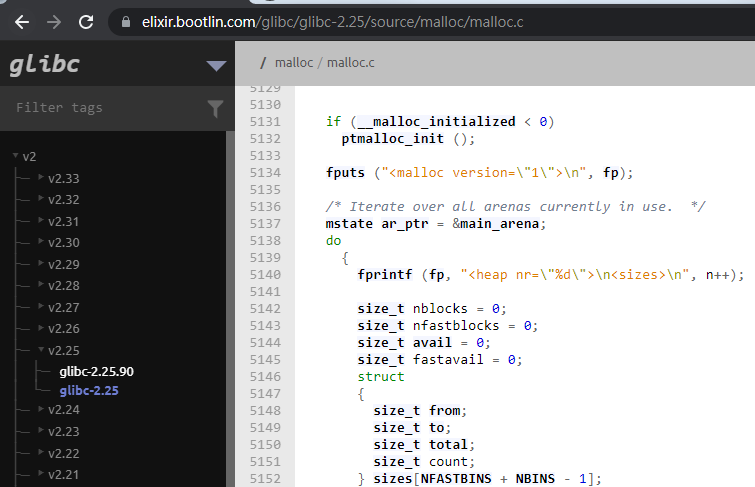 elixir.bootlin.com/glibc/glibc-2.25/source/malloc/malloc.c
glibc
/ malloc / malloc.c
Filter tags
v2
v2.33
v2.32
v2.31
v2.30
v2.29
v2.28
v2.27
v2.26
v2.25
glibc-2.25.90
glibc-2.25
v2.24
v2.23
v2.22
v2.21
5129
5130
5131 if (__malloc_initialized < 0)
5132 ptmalloc_init ();
5133
5134 fputs ("<malloc version=\"1\">\n", fp);
5135
5136 /* Iterate over all arenas currently in use.  */
5137 mstate ar_ptr = &main_arena;
5138 do
5139 {
5140 fprintf (fp, "<heap nr=\"%d\">\n<sizes>\n", n++);
5141
5142 size_t nblocks = 0;
5143 size_t nfastblocks = 0;
5144 size_t avail = 0;
5145 size_t fastavail = 0;
5146 struct
5147 {
5148 size_t from;
5149 size_t to;
5150 size_t total;
5151 size_t count;
5152 } sizes[NFASTBINS + NBINS - 1];